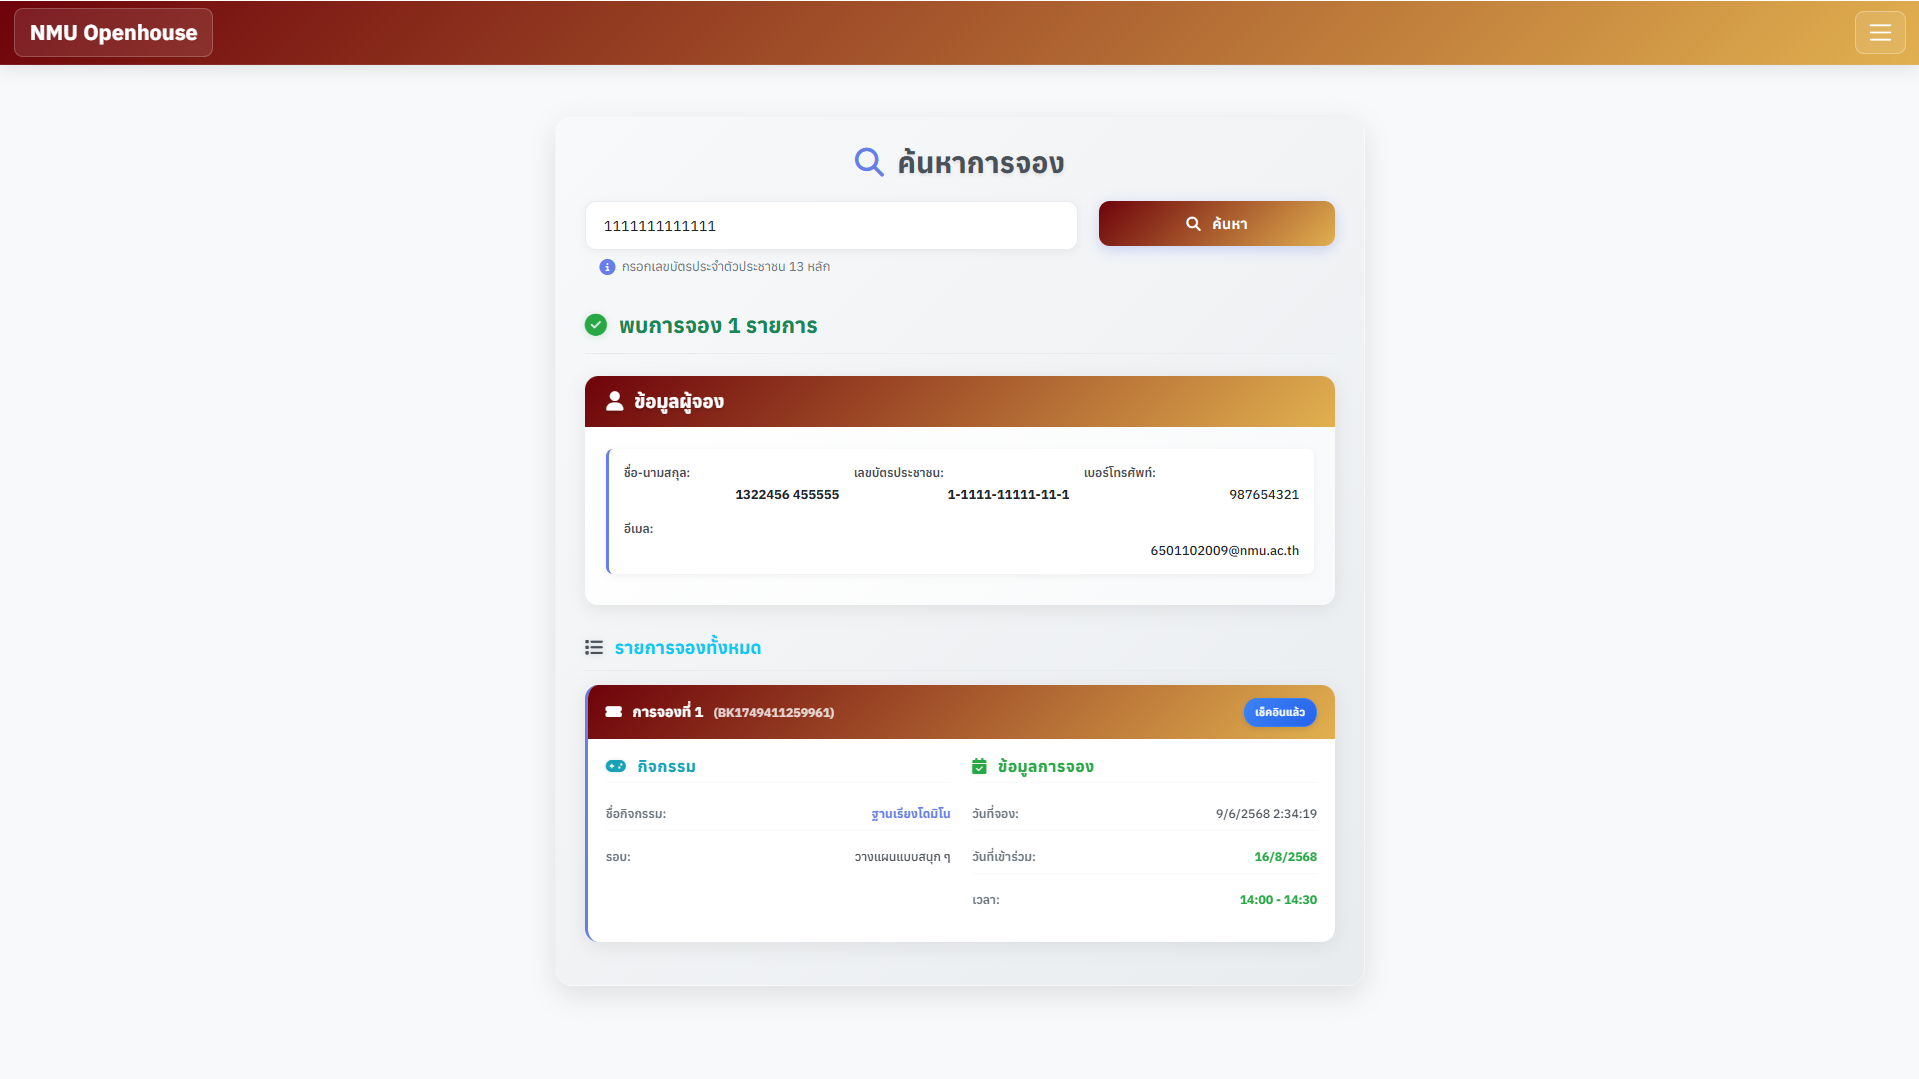 NMU Openhouse
ค้นหาการจอง
1111111111111
ค้นหา
กรอกเลขบัตรประจำตัวประชาชน 13 หลัก
พบการจอง 1 รายการ
ข้อมูลผู้จอง
ชื่อ-นามสกุล:
1322456 455555
เลขบัตรประชาชน:
1-1111-11111-11-1
เบอร์โทรศัพท์:
987654321
อีเมล:
6501102009@nmu.ac.th
รายการจองทั้งหมด
การจองที่ 1 (BK1749411259961)
เช็คอินแล้ว
กิจกรรม
ชื่อกิจกรรม: ฐานเรียงโดมิโน
รอบ: วางแผนแบบสนุก ๆ
ข้อมูลการจอง
วันที่จอง: 9/6/2568 2:34:19
วันที่เข้าร่วม: 16/8/2568
เวลา: 14:00 - 14:30